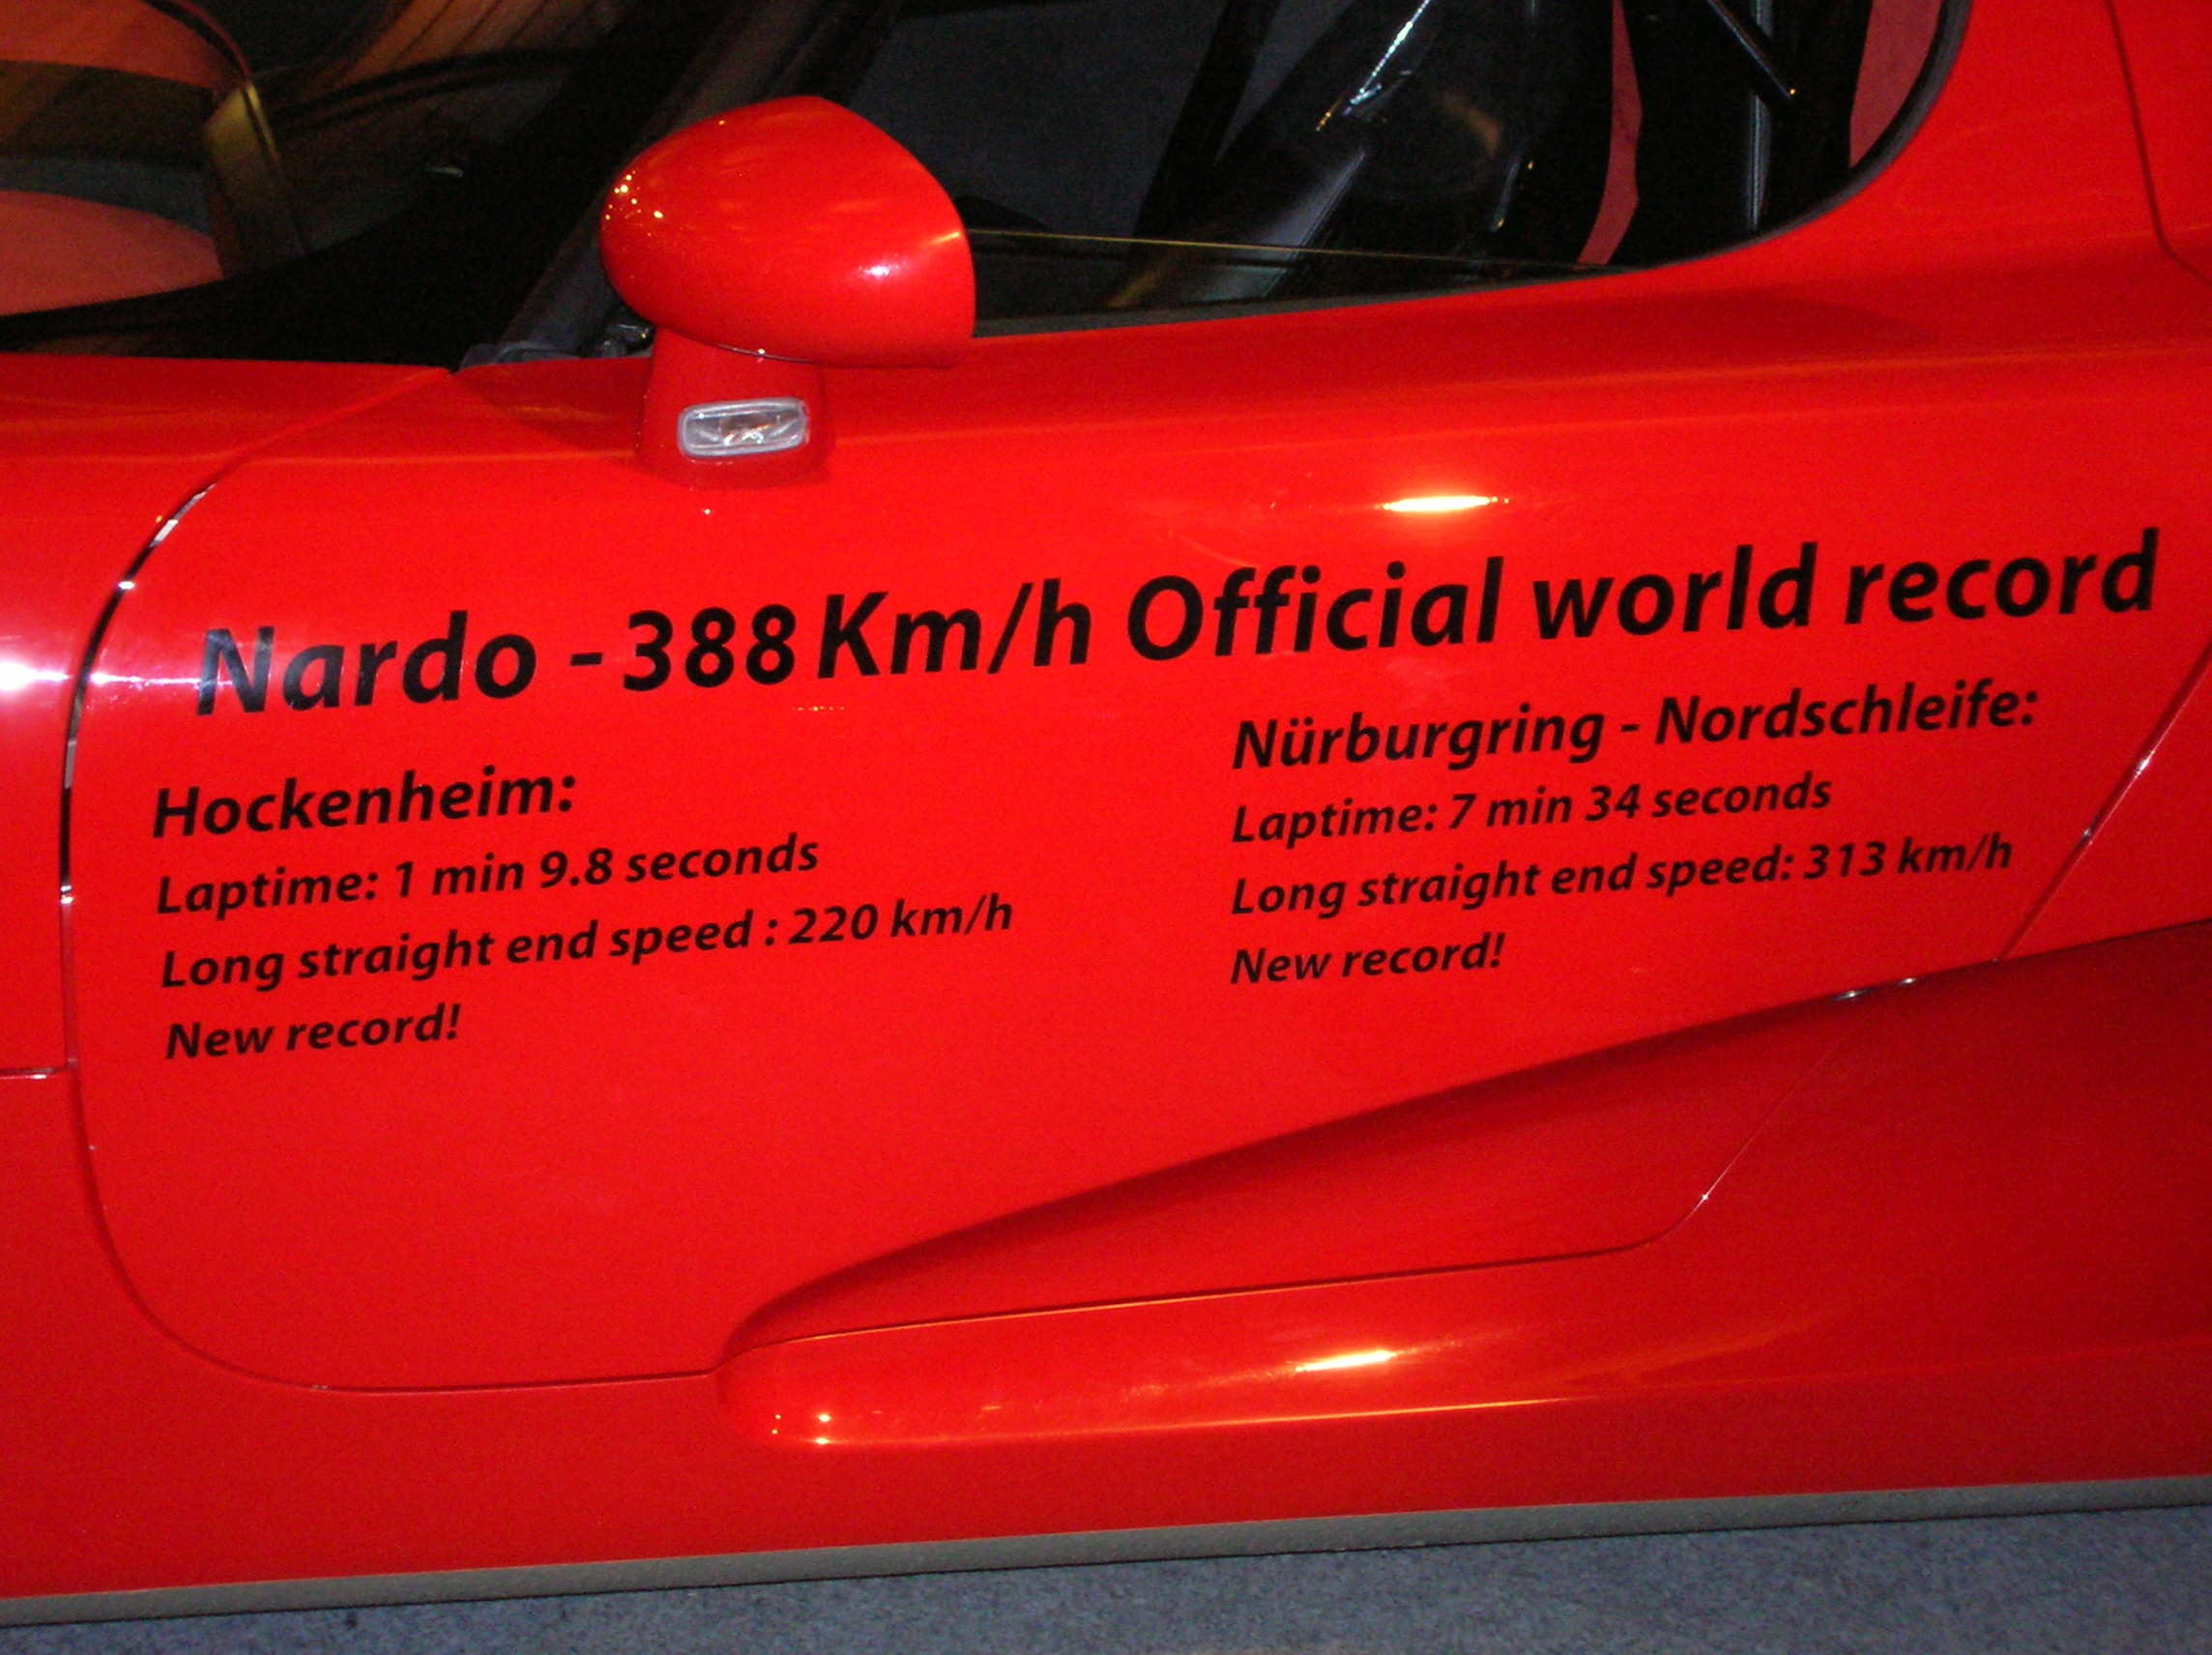 Nardo - 388 Km/h Official world record
Hockenheim:
Laptime: 1 min 9.8 seconds
Long straight end speed : 220 km/h
New record!
Nürburgring - Nordschleife:
Laptime: 7 min 34 seconds
Long straight end speed: 313 km/h
New record!